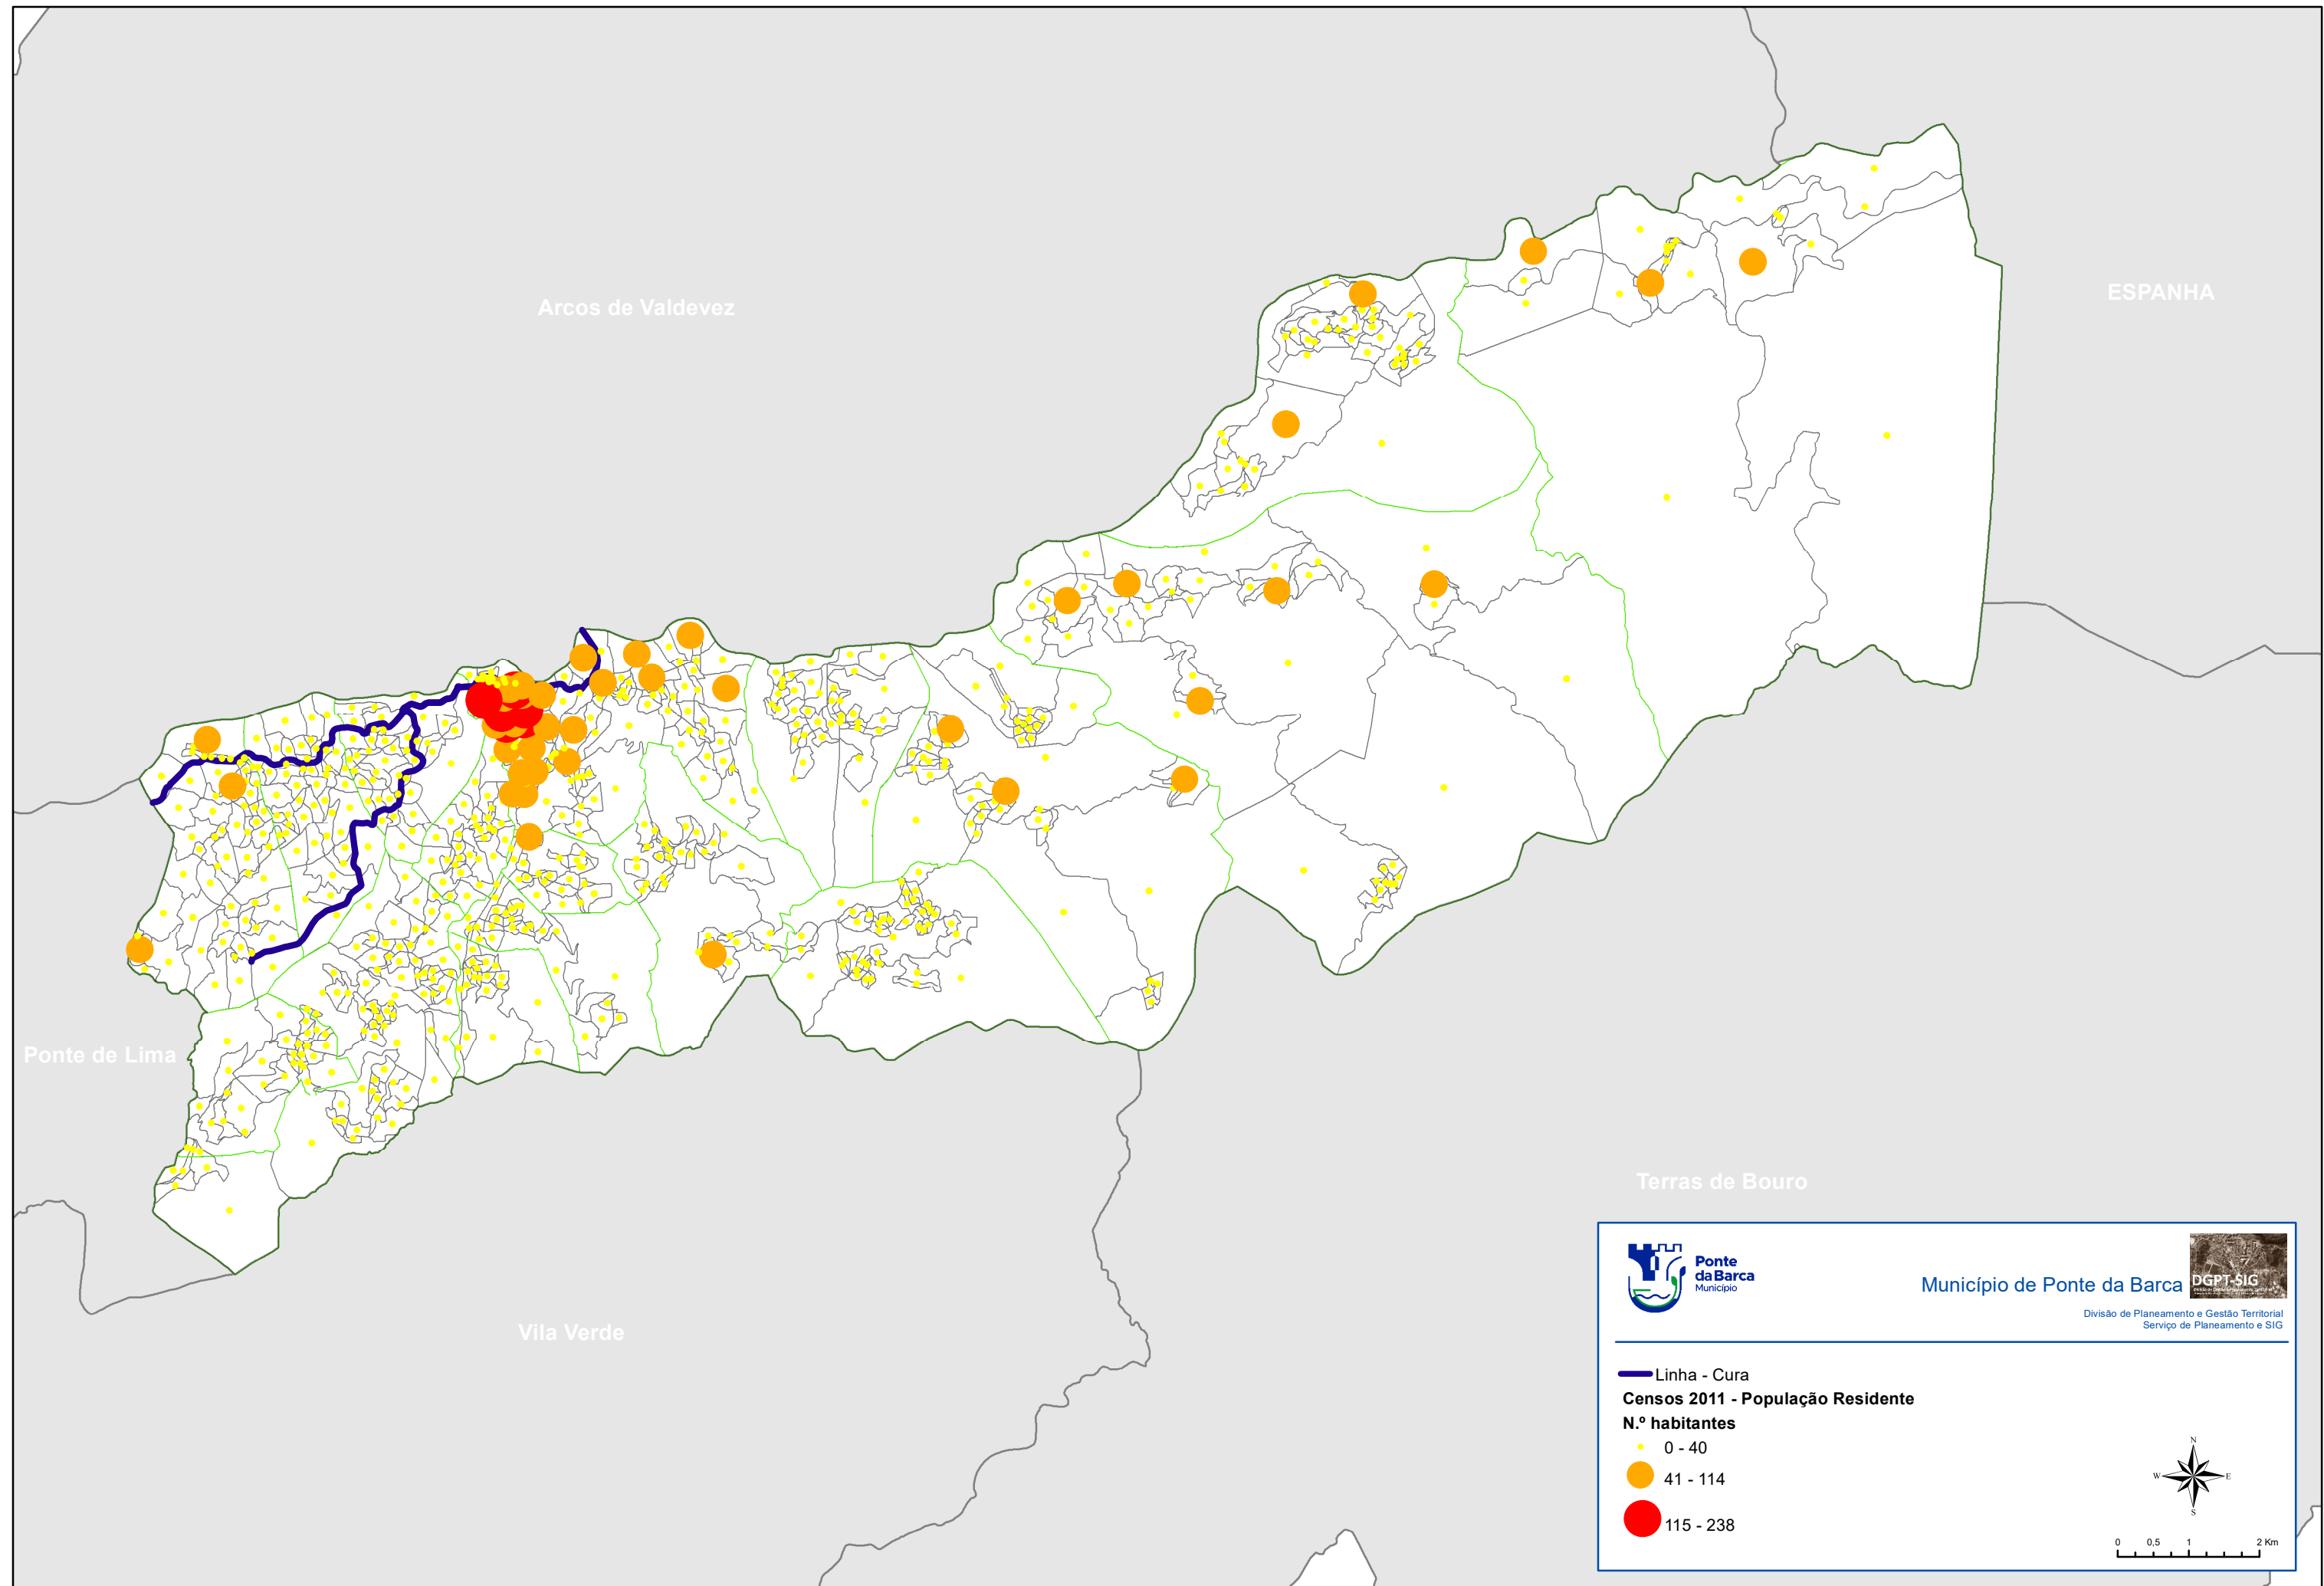 Arcos de Valdevez
ESPANHA
Ponte de Lima
Terras de Bouro
Vila Verde
Ponte
da Barca
Município
Município de Ponte da Barca
DGPT-SIG
Divisão de Planeamento e Gestão Territorial
Serviço de Planeamento e SIG
Linha - Cura
Censos 2011 - População Residente
N.º habitantes
0 - 40
41 - 114
115 - 238
N
W
E
S
0
0,5
1
2 Km